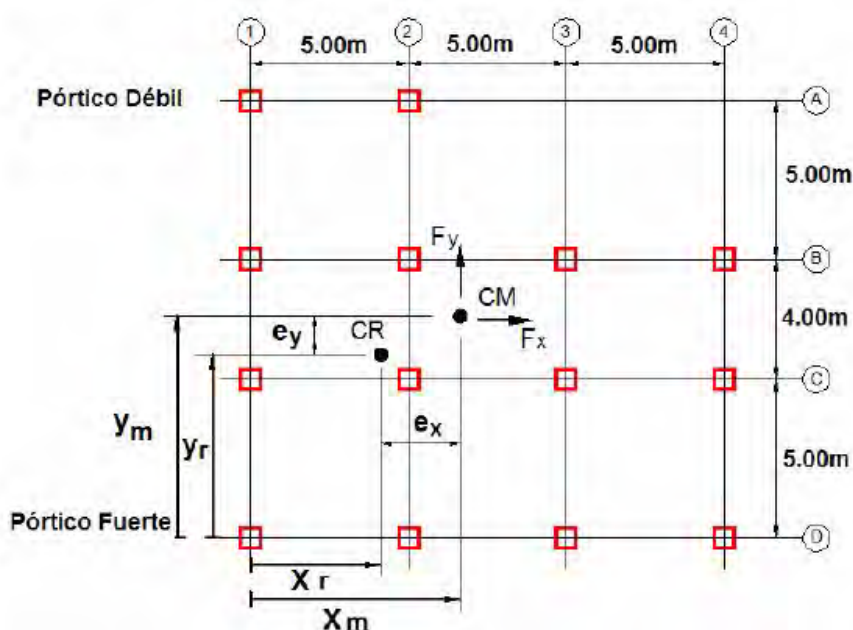 1 2 3 4
5.00m 5.00m 5.00m
Pórtico Débil
A
5.00m
Fy
B
CM
ey CR
Fx
4.00m
C
ym
yr
ex
5.00m
Pórtico Fuerte
D
Xr
Xm